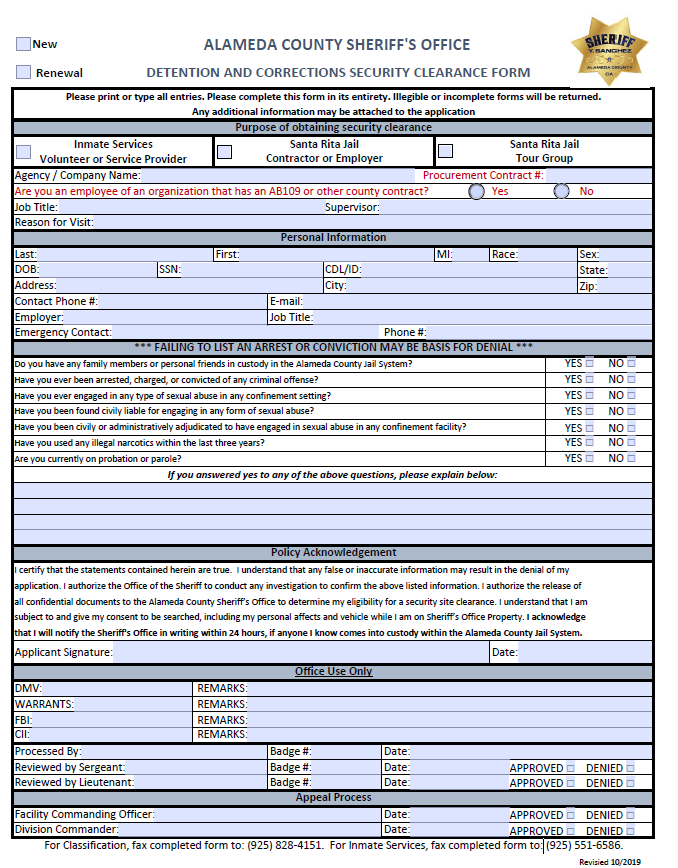 New
ALAMEDA COUNTY SHERIFF'S OFFICE
SHERIFF
Y. SANCHEZ
ALAMEDA COUNTY
CA
Renewal
DETENTION AND CORRECTIONS SECURITY CLEARANCE FORM
Please print or type all entries. Please complete this form in its entirety. Illegible or incomplete forms will be returned.
Any additional information may be attached to the application
Purpose of obtaining security clearance
Inmate Services
Volunteer or Service Provider
Santa Rita Jail
Contractor or Employer
Santa Rita Jail
Tour Group
Agency / Company Name: Procurement Contract #:
Are you an employee of an organization that has an AB109 or other county contract? Yes No
Job Title: Supervisor:
Reason for Visit:
Personal Information
Last: First: MI: Race: Sex:
DOB: SSN: CDL/ID: State:
Address: City: Zip:
Contact Phone #: E-mail:
Employer: Job Title:
Emergency Contact: Phone #:
*** FAILING TO LIST AN ARREST OR CONVICTION MAY BE BASIS FOR DENIAL ***
Do you have any family members or personal friends in custody in the Alameda County Jail System? YES NO
Have you ever been arrested, charged, or convicted of any criminal offense? YES NO
Have you ever engaged in any type of sexual abuse in any confinement setting? YES NO
Have you been found civily liable for engaging in any form of sexual abuse? YES NO
Have you been civily or administratively adjudicated to have engaged in sexual abuse in any confinement facility? YES NO
Have you used any illegal narcotics within the last three years? YES NO
Are you currently on probation or parole? YES NO
If you answered yes to any of the above questions, please explain below:
Policy Acknowledgement
I certify that the statements contained herein are true. I understand that any false or inaccurate information may result in the denial of my
application. I authorize the Office of the Sheriff to conduct any investigation to confirm the above listed information. I authorize the release of
all confidential documents to the Alameda County Sheriff's Office to determine my eligibility for a security site clearance. I understand that I am
subject to and give my consent to be searched, including my personal affects and vehicle while I am on Sheriff's Office Property. I acknowledge
that I will notify the Sheriff's Office in writing within 24 hours, if anyone I know comes into custody within the Alameda County Jail System.
Applicant Signature: Date:
Office Use Only
DMV: REMARKS:
WARRANTS: REMARKS:
FBI: REMARKS:
CII: REMARKS:
Processed By: Badge #: Date:
Reviewed by Sergeant: Badge #: Date: APPROVED DENIED
Reviewed by Lieutenant: Badge #: Date: APPROVED DENIED
Appeal Process
Facility Commanding Officer: Date: APPROVED DENIED
Division Commander: Date: APPROVED DENIED
For Classification, fax completed form to: (925) 828-4151. For Inmate Services, fax completed form to: (925) 551-6586.
Revised 10/2019